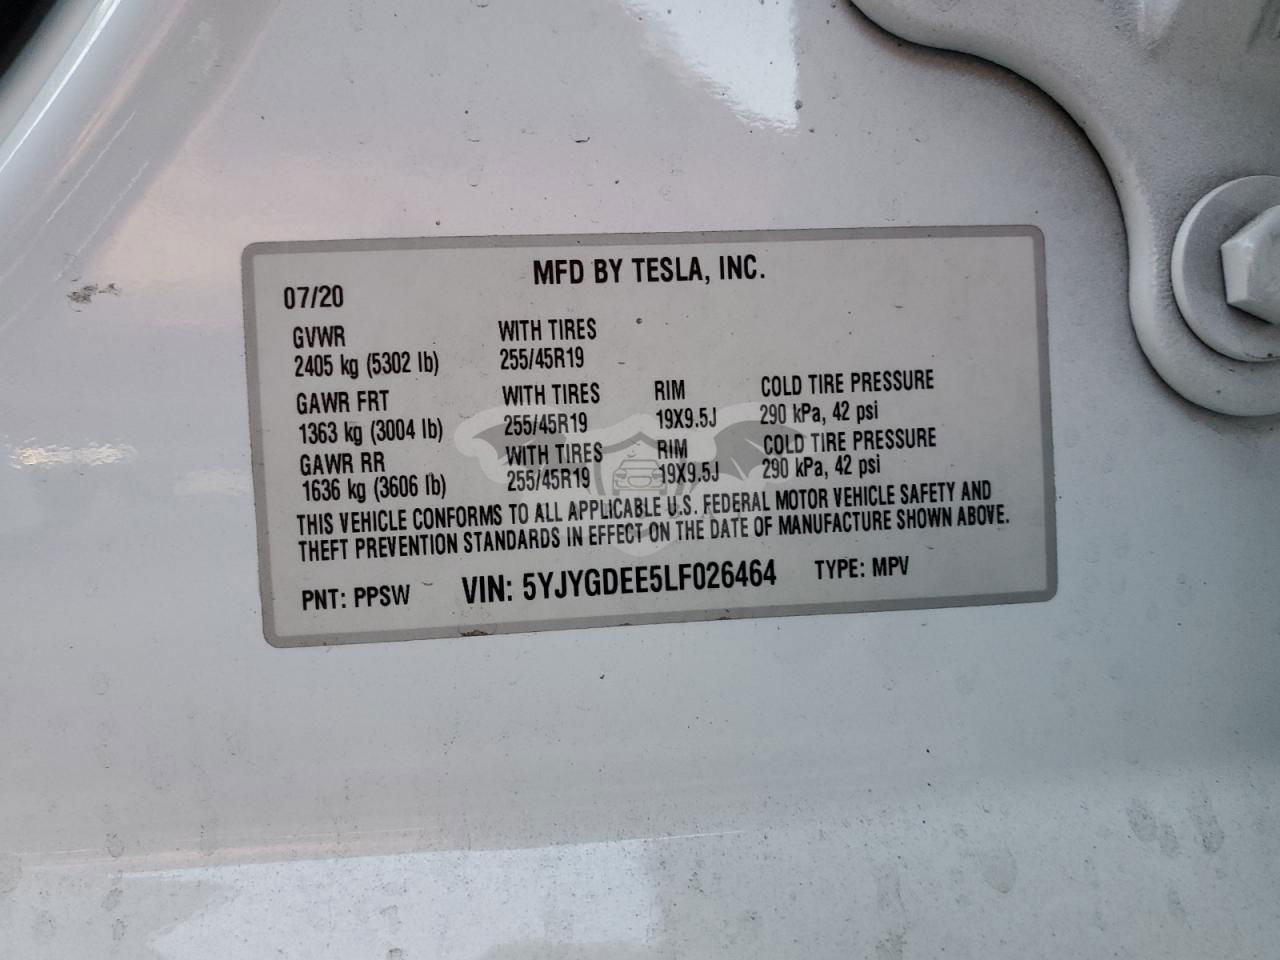 MFD BY TESLA, INC.
07/20
GVWR WITH TIRES
2405 kg (5302 lb) 255/45R19
GAWR FRT WITH TIRES RIM COLD TIRE PRESSURE
1363 kg (3004 lb) 255/45R19 19X9.5J 290 kPa, 42 psi
GAWR RR WITH TIRES RIM COLD TIRE PRESSURE
1636 kg (3606 lb) 255/45R19 19X9.5J 290 kPa, 42 psi
THIS VEHICLE CONFORMS TO ALL APPLICABLE U.S. FEDERAL MOTOR VEHICLE SAFETY AND
THEFT PREVENTION STANDARDS IN EFFECT ON THE DATE OF MANUFACTURE SHOWN ABOVE.
PNT: PPSW VIN: 5YJYGDEE5LF026464 TYPE: MPV